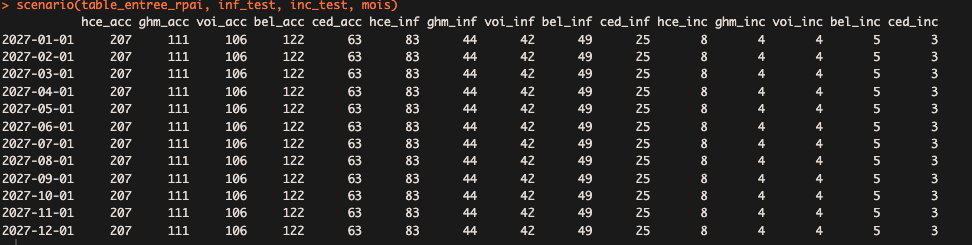 > scenario(table_entree_rpai, inf_test, inc_test, mois)
hce_acc ghm_acc voi_acc bel_acc ced_acc hce_inf ghm_inf voi_inf bel_inf ced_inf hce_inc ghm_inc voi_inc bel_inc ced_inc
2027-01-01 207 111 106 122 63 83 44 42 49 25 8 4 4 5 3
2027-02-01 207 111 106 122 63 83 44 42 49 25 8 4 4 5 3
2027-03-01 207 111 106 122 63 83 44 42 49 25 8 4 4 5 3
2027-04-01 207 111 106 122 63 83 44 42 49 25 8 4 4 5 3
2027-05-01 207 111 106 122 63 83 44 42 49 25 8 4 4 5 3
2027-06-01 207 111 106 122 63 83 44 42 49 25 8 4 4 5 3
2027-07-01 207 111 106 122 63 83 44 42 49 25 8 4 4 5 3
2027-08-01 207 111 106 122 63 83 44 42 49 25 8 4 4 5 3
2027-09-01 207 111 106 122 63 83 44 42 49 25 8 4 4 5 3
2027-10-01 207 111 106 122 63 83 44 42 49 25 8 4 4 5 3
2027-11-01 207 111 106 122 63 83 44 42 49 25 8 4 4 5 3
2027-12-01 207 111 106 122 63 83 44 42 49 25 8 4 4 5 3